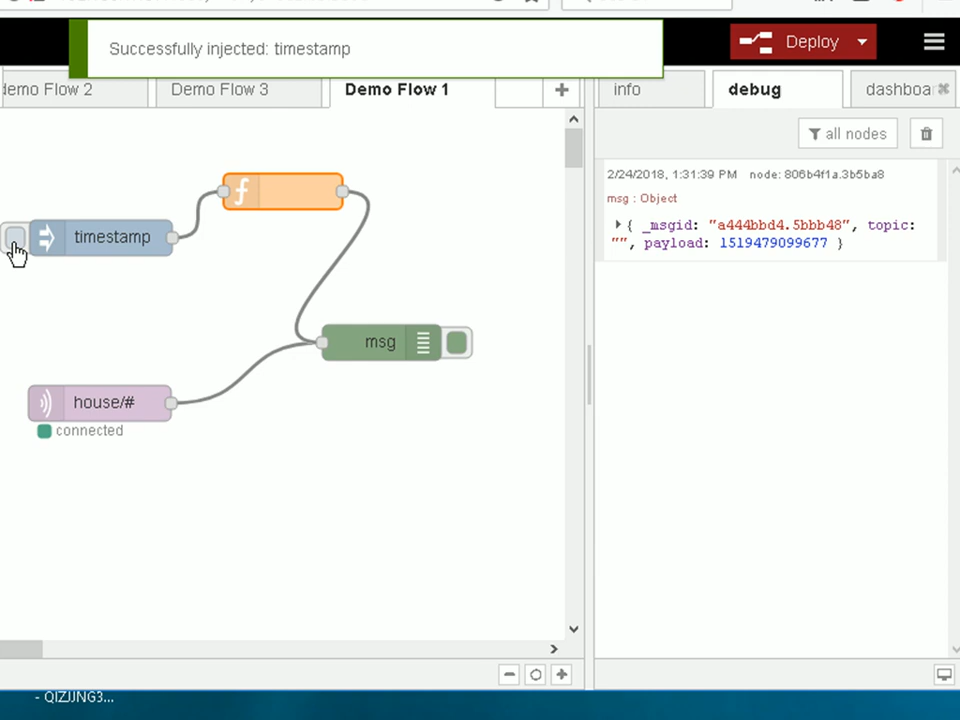 Successfully injected: timestamp
Deploy
demo Flow 2
Demo Flow 3
Demo Flow 1
info
debug
dashboa
all nodes
2/24/2018, 1:31:39 PM node: 806b4f1a.3b5ba8
msg : Object
{ _msgid: "a444bbd4.5bbb48", topic:
"", payload: 1519479099677 }
timestamp
msg
house/#
connected
- QIZJJNG3...